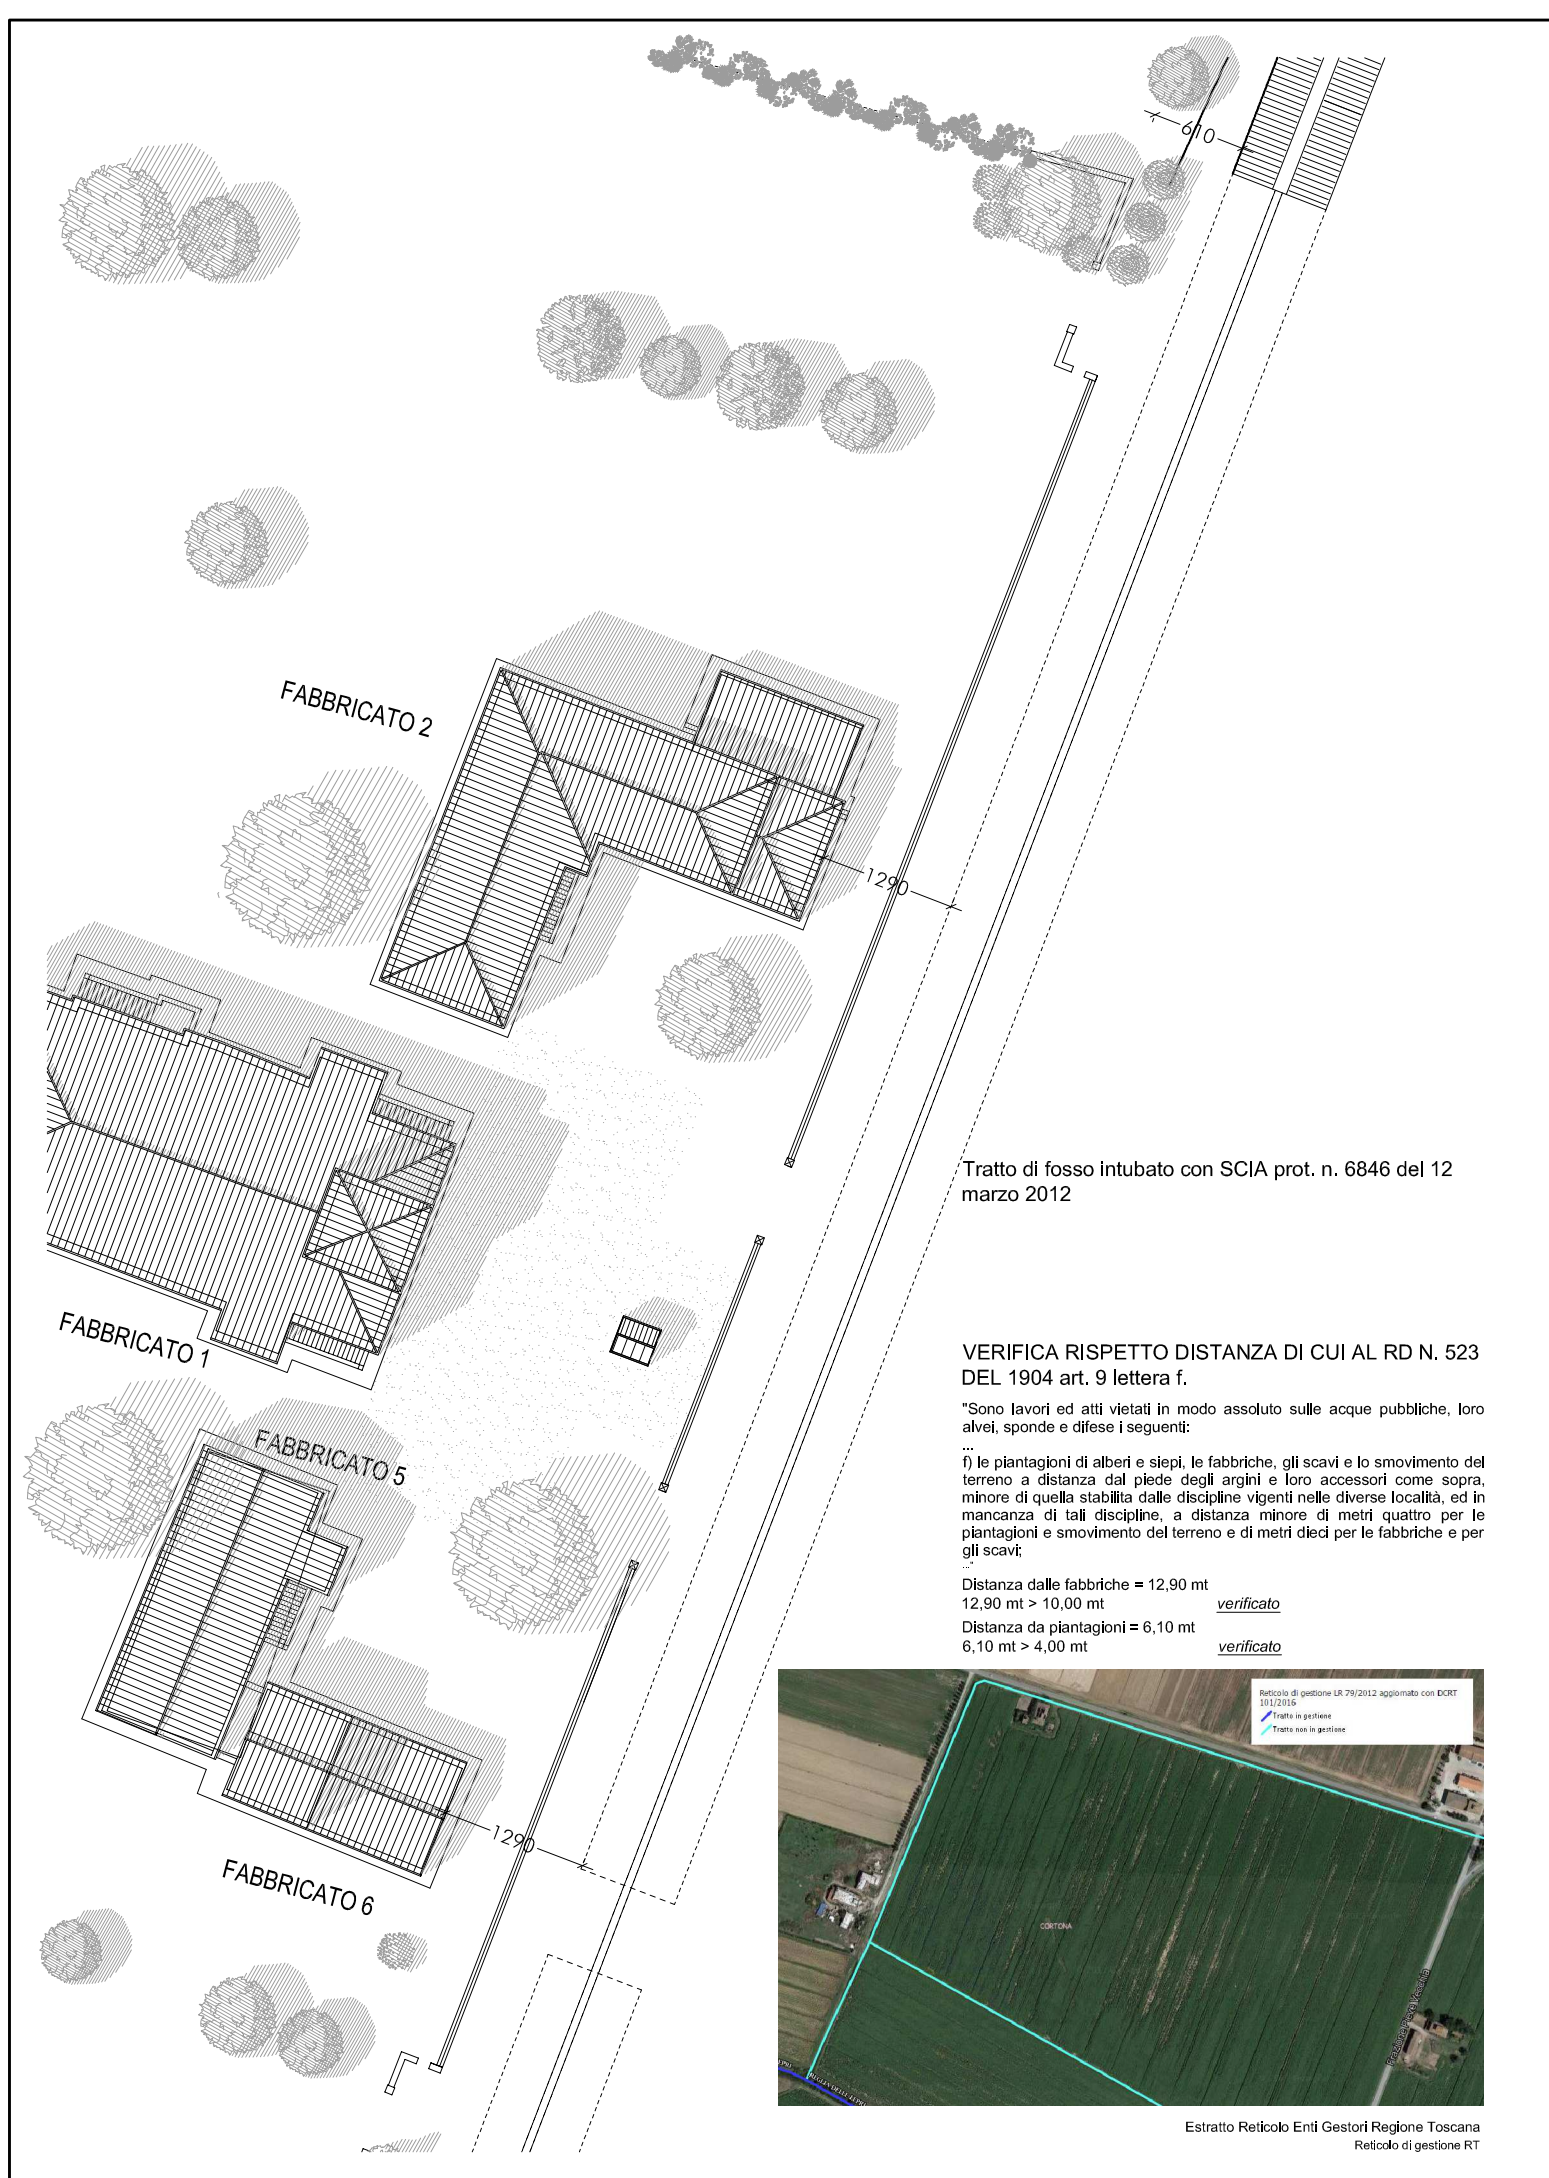 610
FABBRICATO 2
1290
Tratto di fosso intubato con SCIA prot. n. 6846 del 12
marzo 2012
FABBRICATO 1
FABBRICATO 5
VERIFICA RISPETTO DISTANZA DI CUI AL RD N. 523
DEL 1904 art. 9 lettera f.
"Sono lavori ed atti vietati in modo assoluto sulle acque pubbliche, loro
alvei, sponde e difese i seguenti:
...
f) le piantagioni di alberi e siepi, le fabbriche, gli scavi e lo smovimento del
terreno a distanza dal piede degli argini e loro accessori come sopra,
minore di quella stabilita dalle discipline vigenti nelle diverse località, ed in
mancanza di tali discipline, a distanza minore di metri quattro per le
piantagioni e smovimento del terreno e di metri dieci per le fabbriche e per
gli scavi;
..."
Distanza dalle fabbriche = 12,90 mt
12,90 mt > 10,00 mt verificato
Distanza da piantagioni = 6,10 mt
6,10 mt > 4,00 mt verificato
1290
FABBRICATO 6
Reticolo di gestione LR 79/2012 aggiornato con DCRT
101/2016
Tratto in gestione
Tratto non in gestione
CORTONA
Frazione Pieve Vecchia
Estratto Reticolo Enti Gestori Regione Toscana
Reticolo di gestione RT